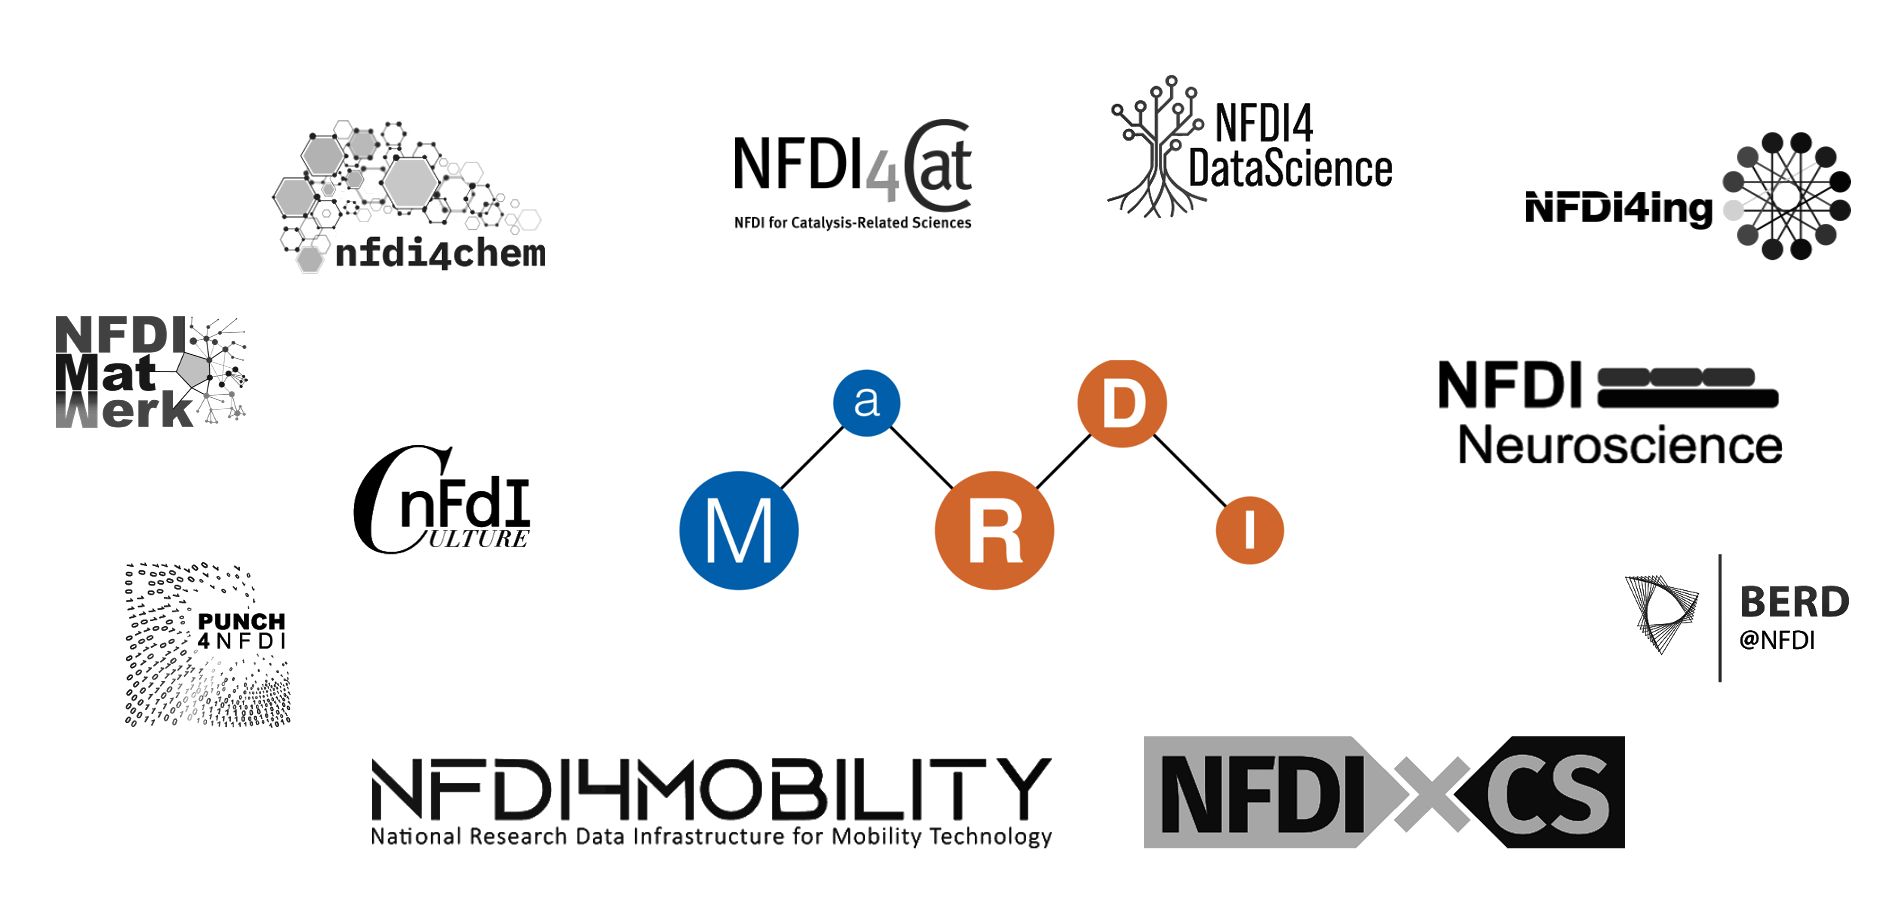 nfdi4chem
NFDI4Cat
NFDI for Catalysis-Related Sciences
NFDI4
DataScience
NFDi4ing
NFDI
Mat
Werk
CnFdI
ULTURE
M
a
R
D
I
NFDI
Neuroscience
PUNCH
4NFDI
BERD
@NFDI
NFDI4MOBILITY
National Research Data Infrastructure for Mobility Technology
NFDI×CS